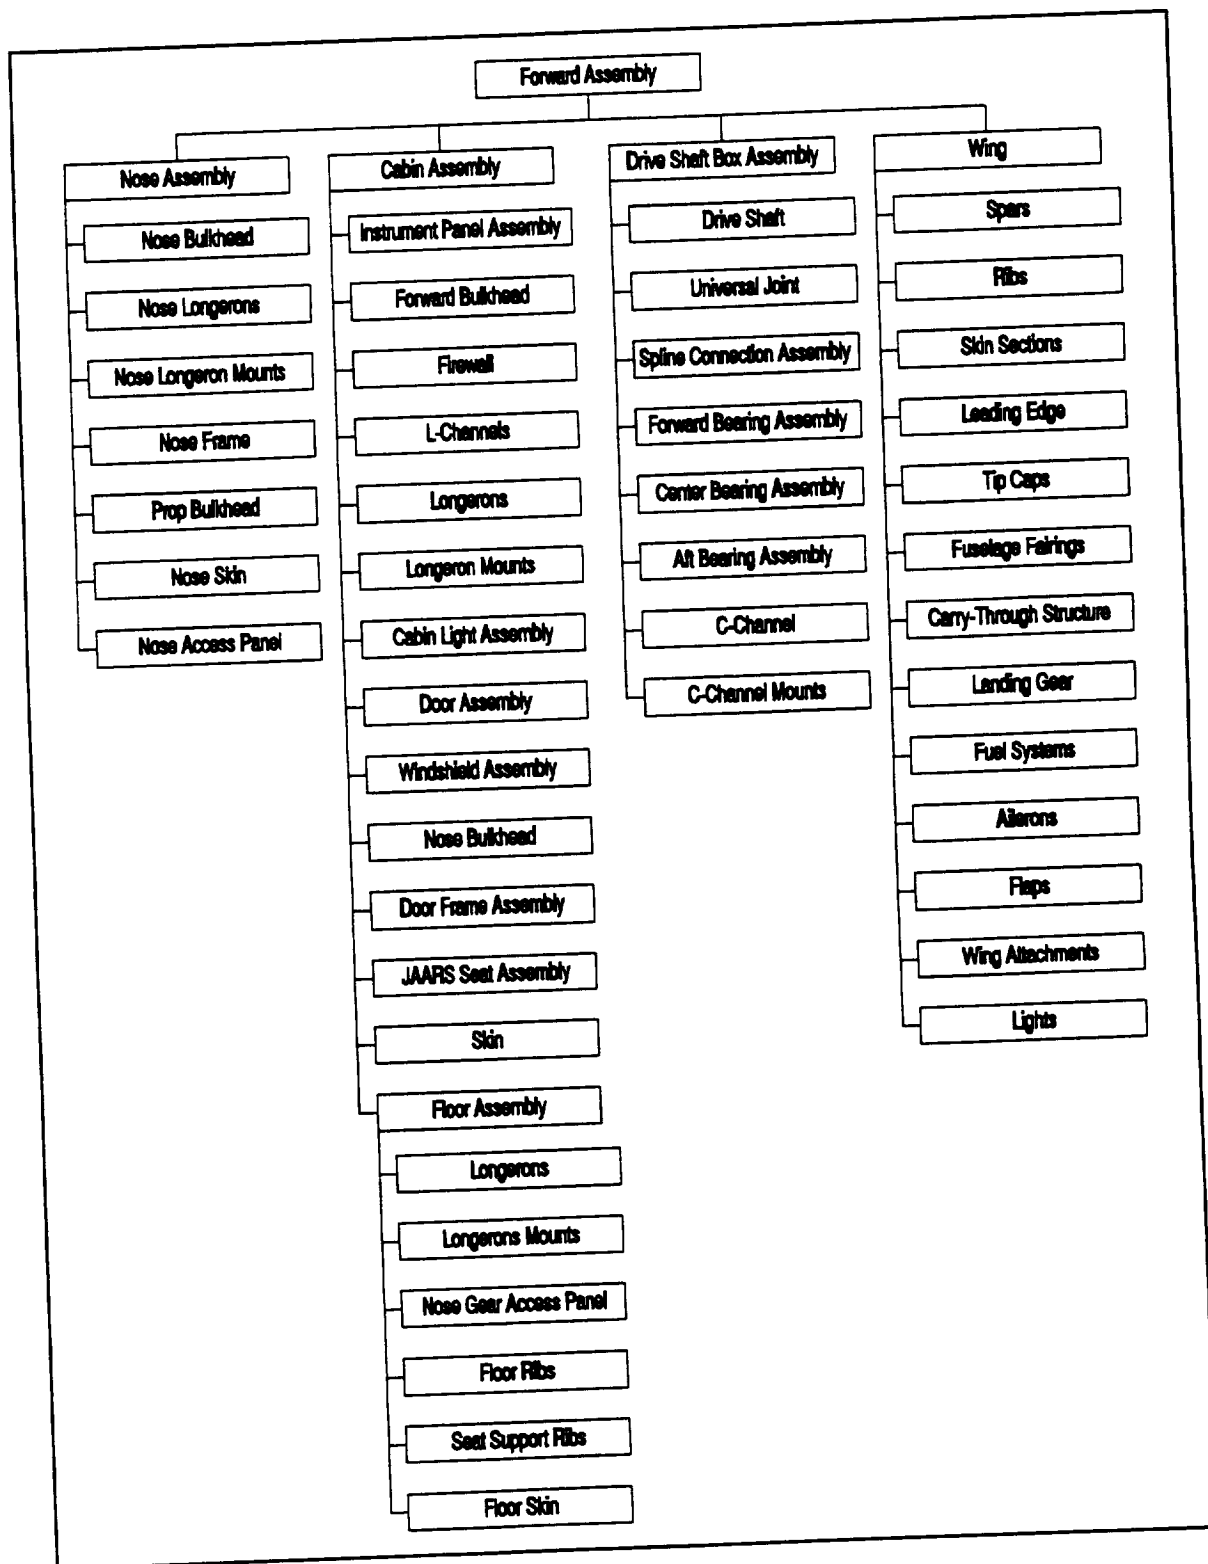 Forward Assembly
Nose Assembly
Nose Bulkhead
Nose Longerons
Nose Longeron Mounts
Nose Frame
Prop Bulkhead
Nose Skin
Nose Access Panel
Cabin Assembly
Instrument Panel Assembly
Forward Bulkhead
Firewall
L-Channels
Longerons
Longeron Mounts
Cabin Light Assembly
Door Assembly
Windshield Assembly
Nose Bulkhead
Door Frame Assembly
JAARS Seat Assembly
Skin
Floor Assembly
Longerons
Longerons Mounts
Nose Gear Access Panel
Floor Ribs
Seat Support Ribs
Floor Skin
Drive Shaft Box Assembly
Drive Shaft
Universal Joint
Spline Connection Assembly
Forward Bearing Assembly
Center Bearing Assembly
Aft Bearing Assembly
C-Channel
C-Channel Mounts
Wing
Spars
Ribs
Skin Sections
Leading Edge
Tip Caps
Fuselage Fairings
Carry-Through Structure
Landing Gear
Fuel Systems
Ailerons
Flaps
Wing Attachments
Lights